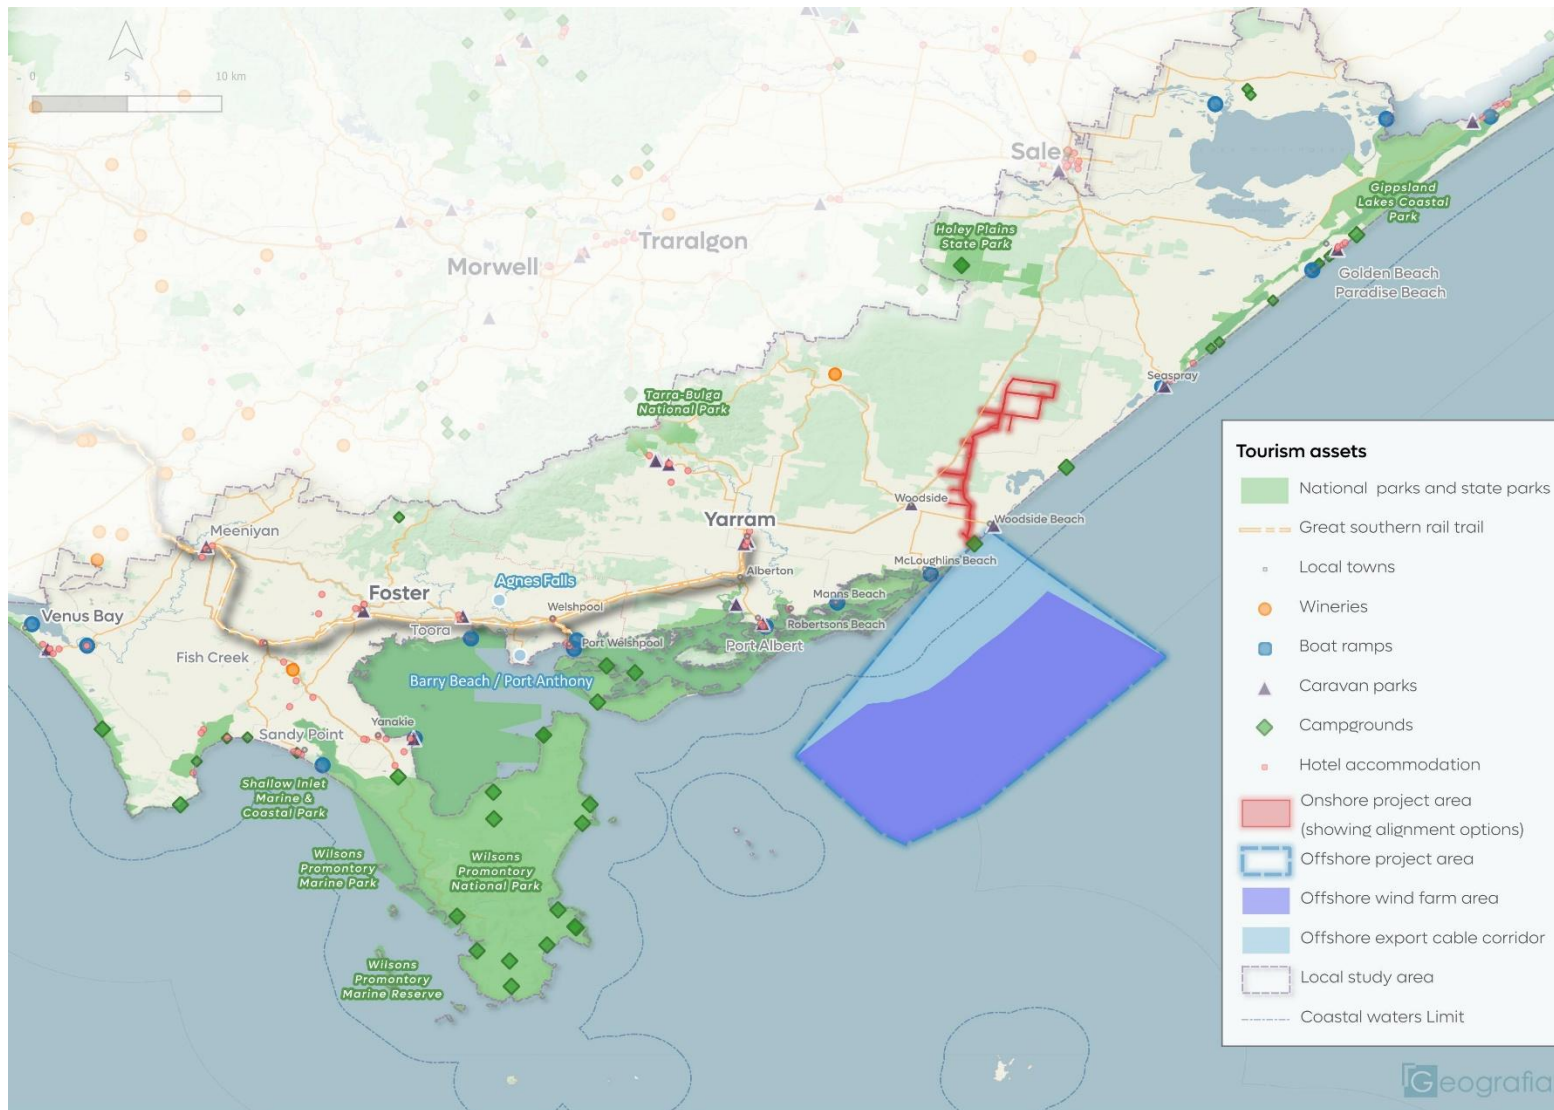 0
5
10 km
Sale
Gippsland
Lakes Coastal
Park
Holey Plains
State Park
Traralgon
Morwell
Golden Beach
Paradise Beach
Seaspray
Tarra-Bulga
National Park
Woodside
Woodside Beach
Yarram
Meeniyan
McLoughlins Beach
Alberton
Agnes Falls
Foster
Manns Beach
Welshpool
Venus Bay
Toora
Robertsons Beach
Port Welshpool
Port Albert
Fish Creek
Barry Beach / Port Anthony
Yanakie
Sandy Point
Shallow Inlet
Marine &
Coastal Park
Wilsons
Promontory
Marine Park
Wilsons
Promontory
National Park
Wilsons
Promontory
Marine Reserve
Tourism assets
National parks and state parks
Great southern rail trail
Local towns
Wineries
Boat ramps
Caravan parks
Campgrounds
Hotel accommodation
Onshore project area
(showing alignment options)
Offshore project area
Offshore wind farm area
Offshore export cable corridor
Local study area
Coastal waters Limit
Geografia